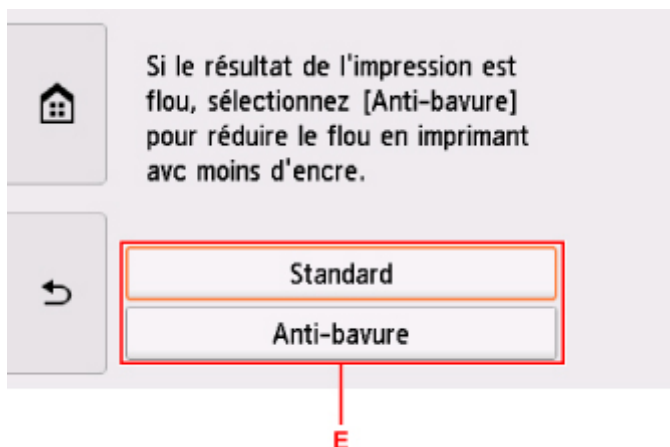 Si le résultat de l'impression est
flou, sélectionnez [Anti-bavure]
pour réduire le flou en imprimant
avc moins d'encre.
Standard
Anti-bavure
E